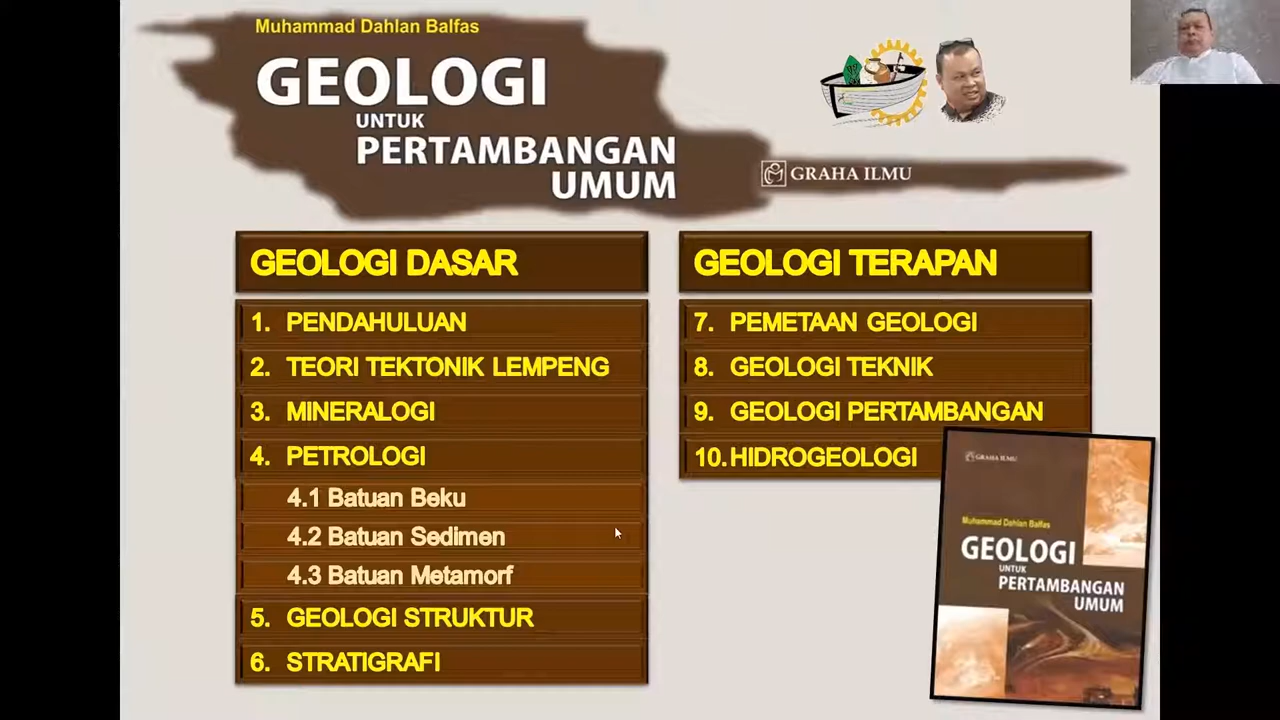 Muhammad Dahlan Balfas
GEOLOGI
UNTUK
PERTAMBANGAN
UMUM
GRAHA ILMU
GEOLOGI DASAR
1. PENDAHULUAN
2. TEORI TEKTONIK LEMPENG
3. MINERALOGI
4. PETROLOGI
4.1 Batuan Beku
4.2 Batuan Sedimen
4.3 Batuan Metamorf
5. GEOLOGI STRUKTUR
6. STRATIGRAFI
GEOLOGI TERAPAN
7. PEMETAAN GEOLOGI
8. GEOLOGI TEKNIK
9. GEOLOGI PERTAMBANGAN
10. HIDROGEOLOGI
GRAHA ILMU
Muhammad Dahlan Balfas
GEOLOGI
UNTUK
PERTAMBANGAN
UMUM